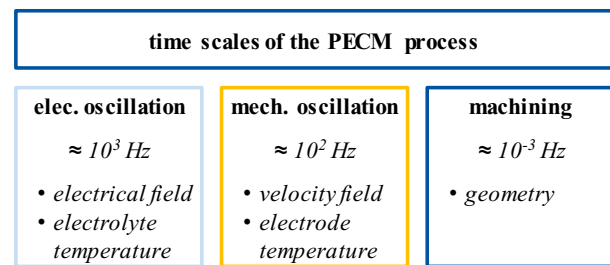 time scales of the PECM process
elec. oscillation
≈ 10³ Hz
• electrical field
• electrolyte
temperature
mech. oscillation
≈ 10² Hz
• velocity field
• electrode
temperature
machining
≈ 10⁻³ Hz
• geometry